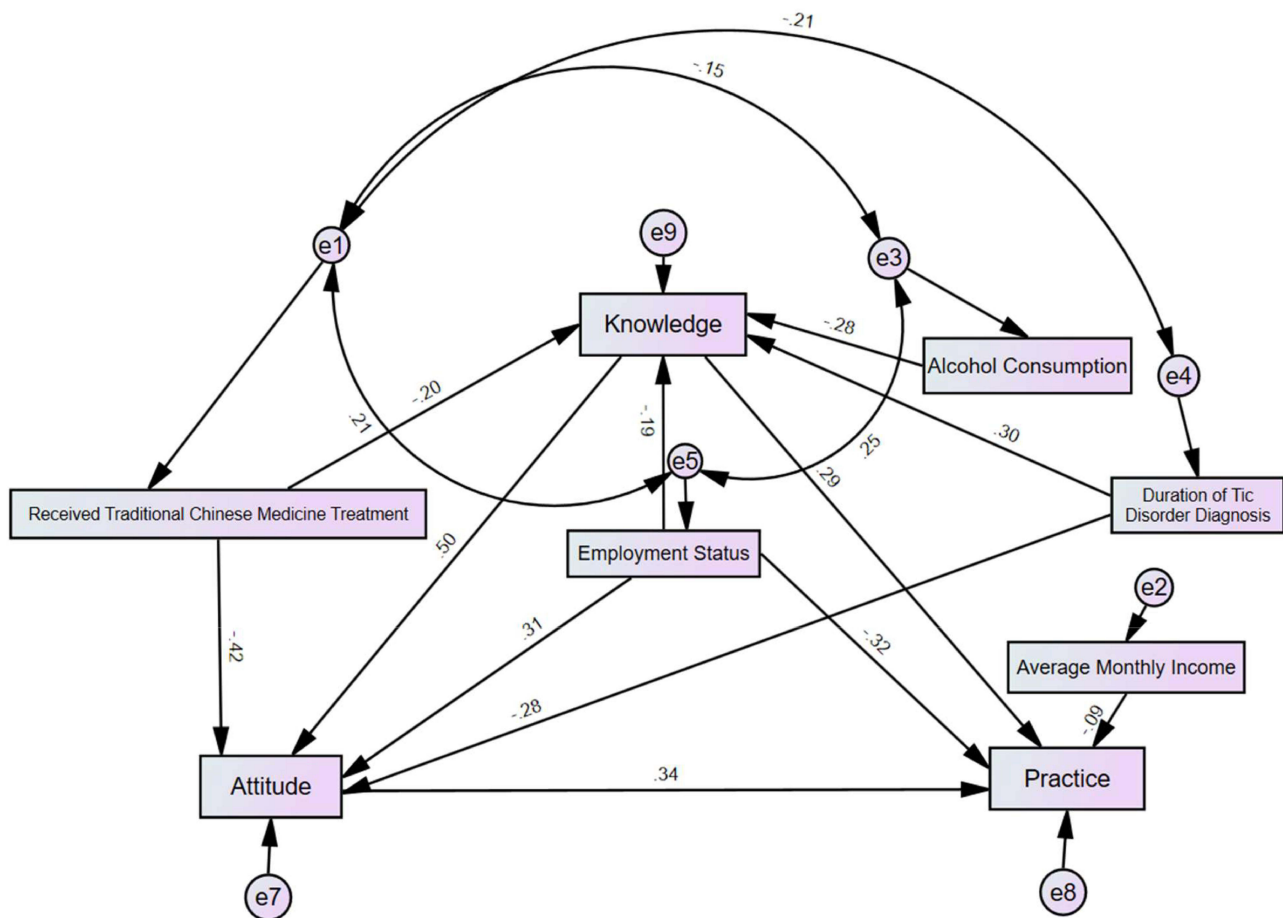 -.21
-.15
e1
e9
e3
Knowledge
-.28
Alcohol Consumption
e4
-.20
.21
-.19
.30
.25
e5
.29
Received Traditional Chinese Medicine Treatment
Duration of Tic
Disorder Diagnosis
.50
Employment Status
e2
-.42
.31
-.32
Average Monthly Income
-.28
-.09
Attitude
.34
Practice
e7
e8